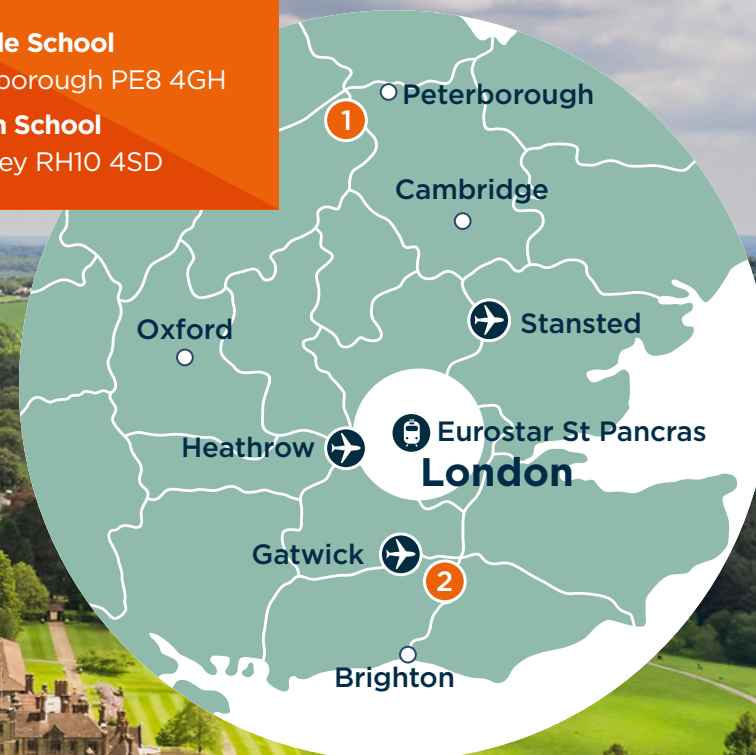 le School
borough PE8 4GH
n School
ey RH10 4SD
1
Peterborough
Cambridge
Stansted
Oxford
Eurostar St Pancras
Heathrow
London
Gatwick
2
Brighton